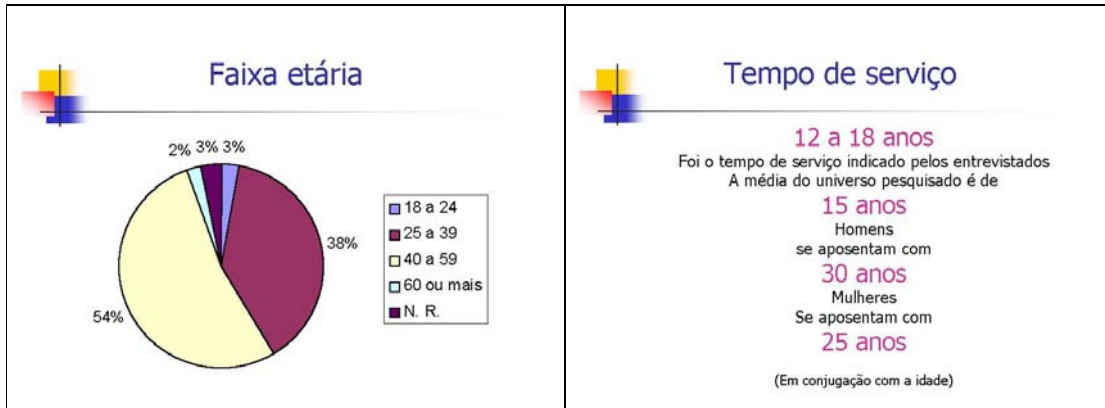 Faixa etária
2% 3% 3%
38%
54%
18 a 24
25 a 39
40 a 59
60 ou mais
N. R.
Tempo de serviço
12 a 18 anos
Foi o tempo de serviço indicado pelos entrevistados
A média do universo pesquisado é de
15 anos
Homens
se aposentam com
30 anos
Mulheres
Se aposentam com
25 anos
(Em conjugação com a idade)